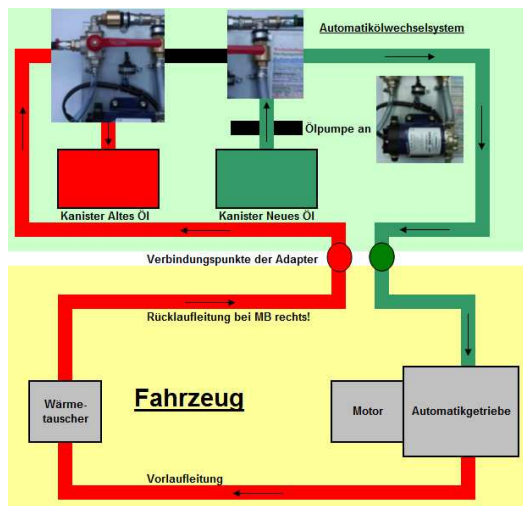 Automatikölwechselsystem
Ölpumpe an
Kanister Altes Öl
Kanister Neues Öl
Verbindungspunkte der Adapter
Rücklaufleitung bei MB rechts!
Wärme-
tauscher
Fahrzeug
Motor
Automatikgetriebe
Vorlaufleitung